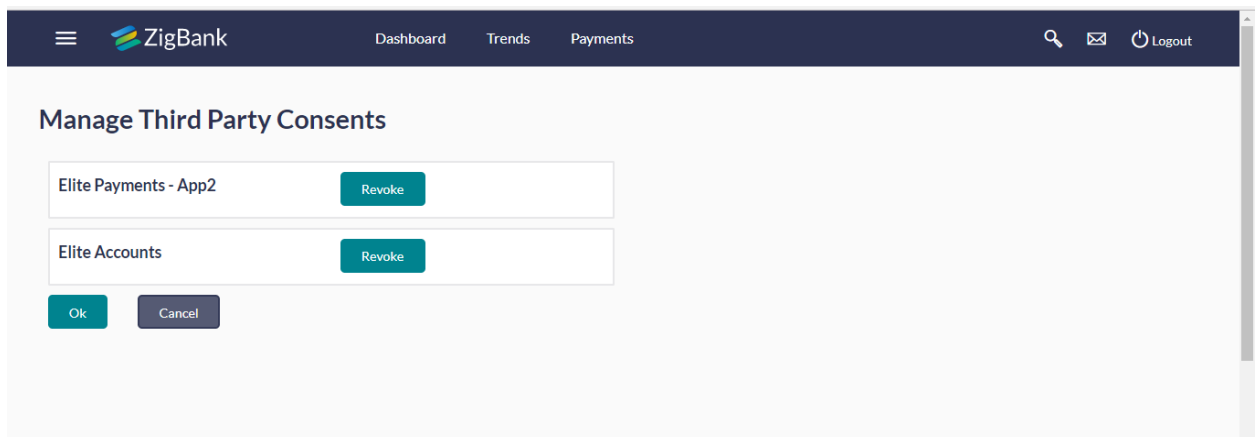 ZigBank Dashboard Trends Payments Logout
Manage Third Party Consents
Elite Payments - App2 Revoke
Elite Accounts Revoke
Ok Cancel